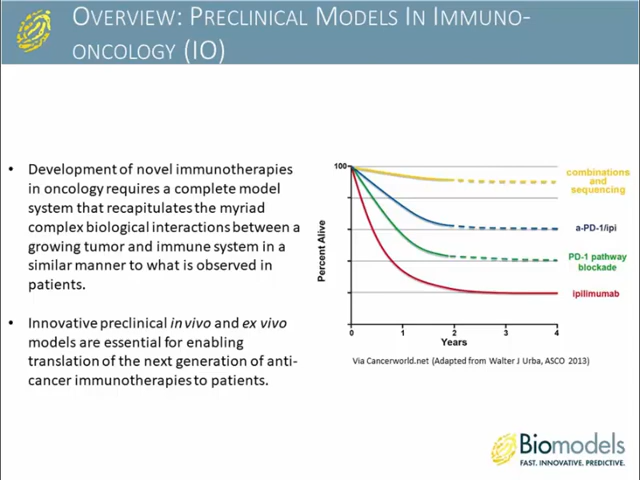 OVERVIEW: PRECLINICAL MODELS IN IMMUNO-
ONCOLOGY (IO)
• Development of novel immunotherapies
in oncology requires a complete model
system that recapitulates the myriad
complex biological interactions between a
growing tumor and immune system in a
similar manner to what is observed in
patients.
• Innovative preclinical in vivo and ex vivo
models are essential for enabling
translation of the next generation of anti-
cancer immunotherapies to patients.
100
Percent Alive
0 1 2 3 4
Years
combinations
and
sequencing
a-PD-1/ipi
PD-1 pathway
blockade
ipilimumab
Via Cancerworld.net (Adapted from Walter J Urba, ASCO 2013)
Biomodels
FAST. INNOVATIVE. PREDICTIVE.